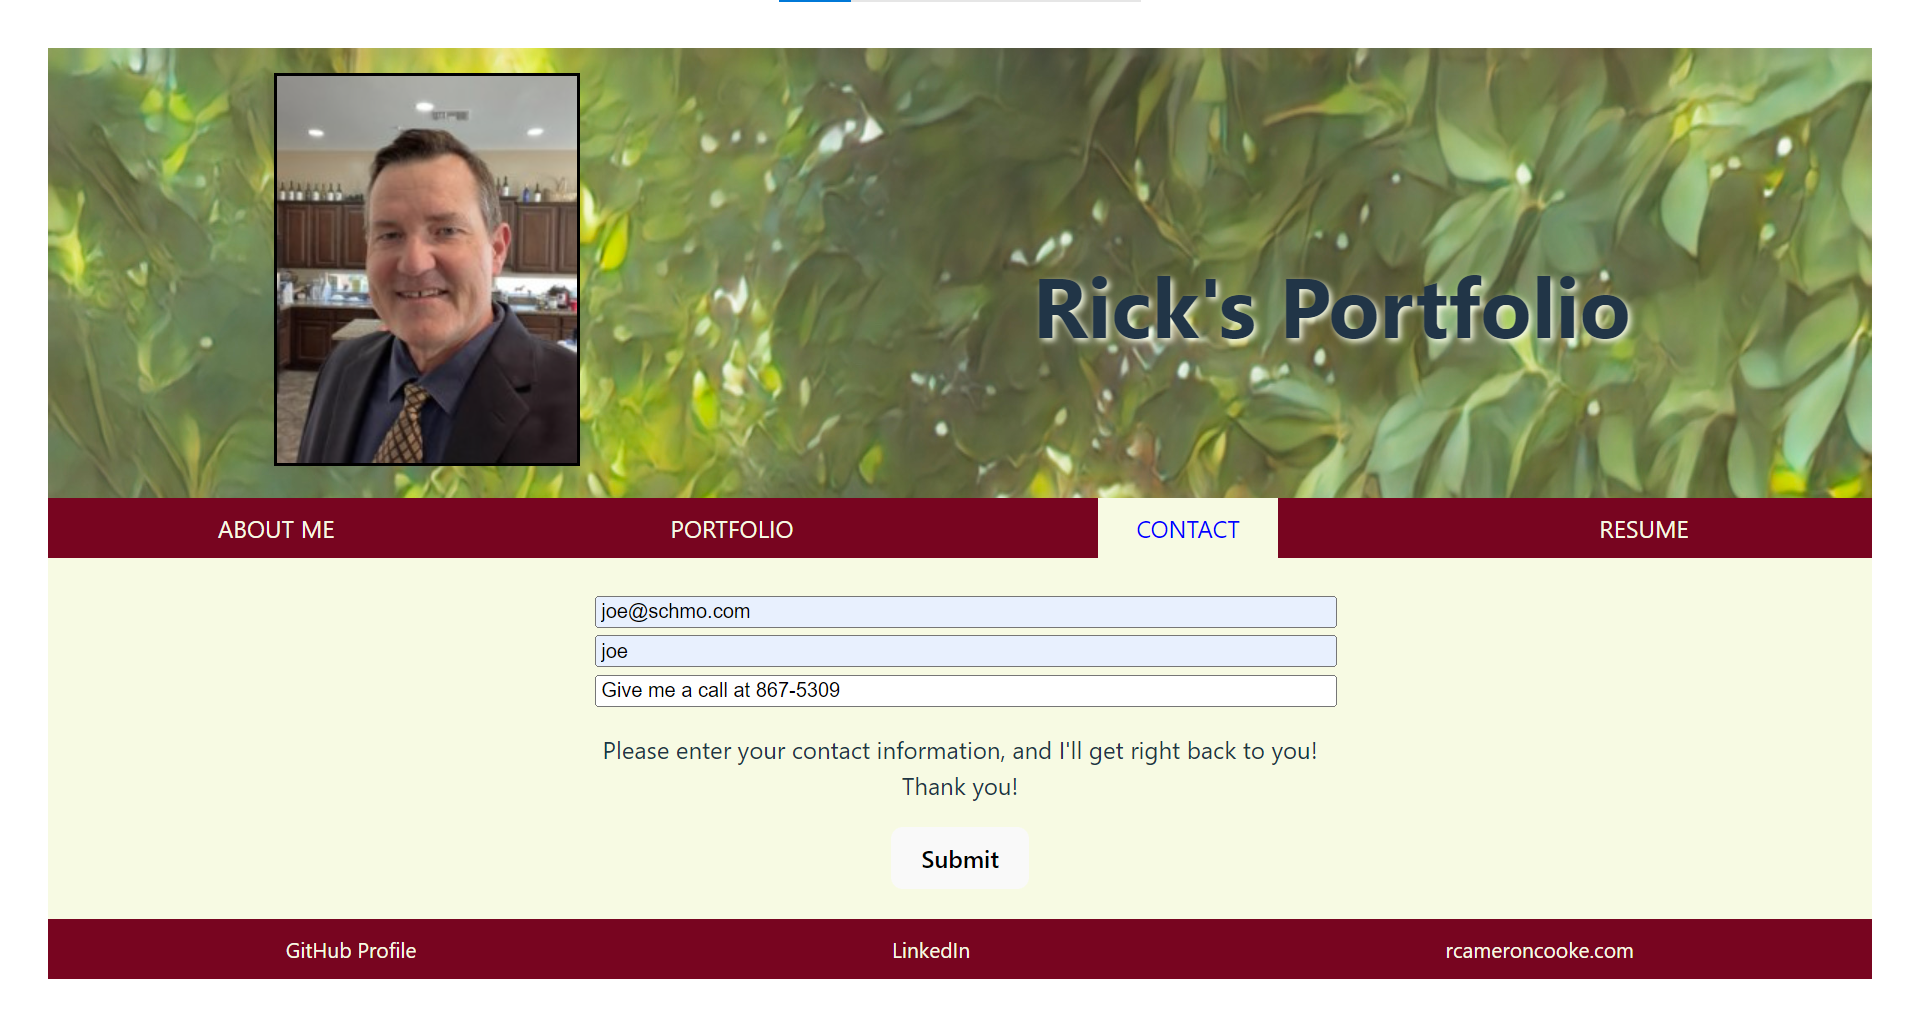 Rick's Portfolio
ABOUT ME PORTFOLIO CONTACT RESUME
joe@schmo.com
joe
Give me a call at 867-5309
Please enter your contact information, and I'll get right back to you!
Thank you!
Submit
GitHub Profile LinkedIn rcameroncooke.com